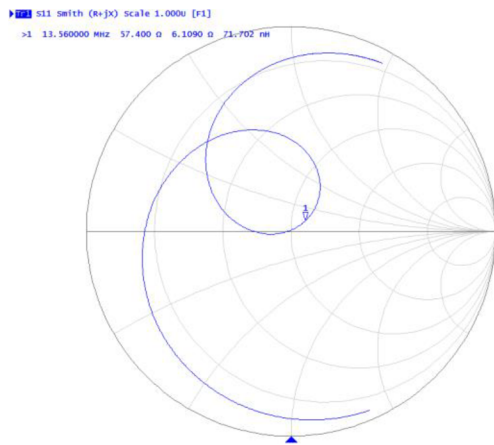 Tr1 S11 Smith (R+jX) Scale 1.000U [F1]
>1 13.560000 MHz 57.400 Ω 6.1090 Ω 71.702 nH
1